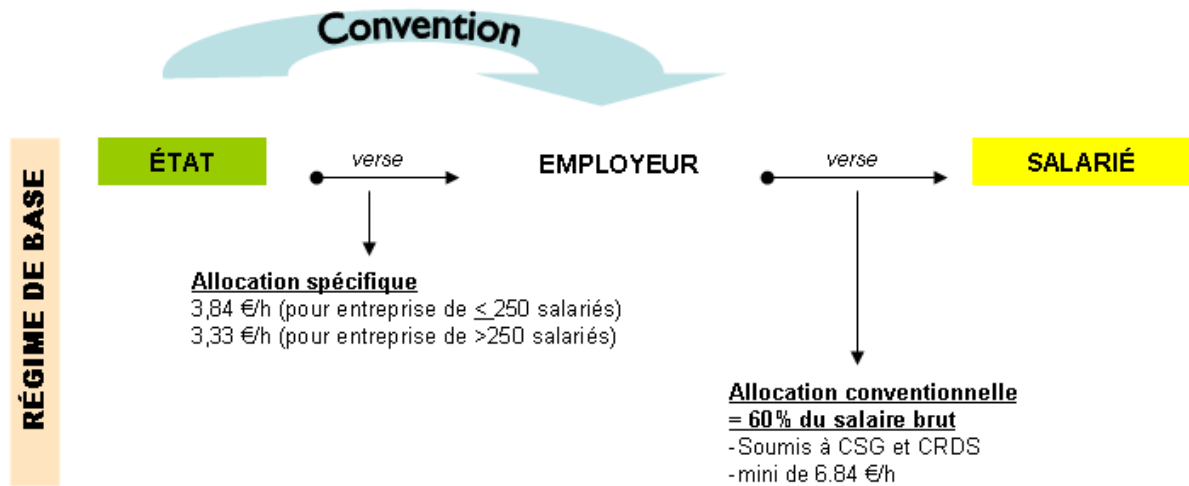 Convention
RÉGIME DE BASE
ÉTAT
verse
EMPLOYEUR
verse
SALARIÉ
Allocation spécifique
3,84 €/h (pour entreprise de < 250 salariés)
3,33 €/h (pour entreprise de >250 salariés)
Allocation conventionnelle
= 60% du salaire brut
-Soumis à CSG et CRDS
-mini de 6.84 €/h